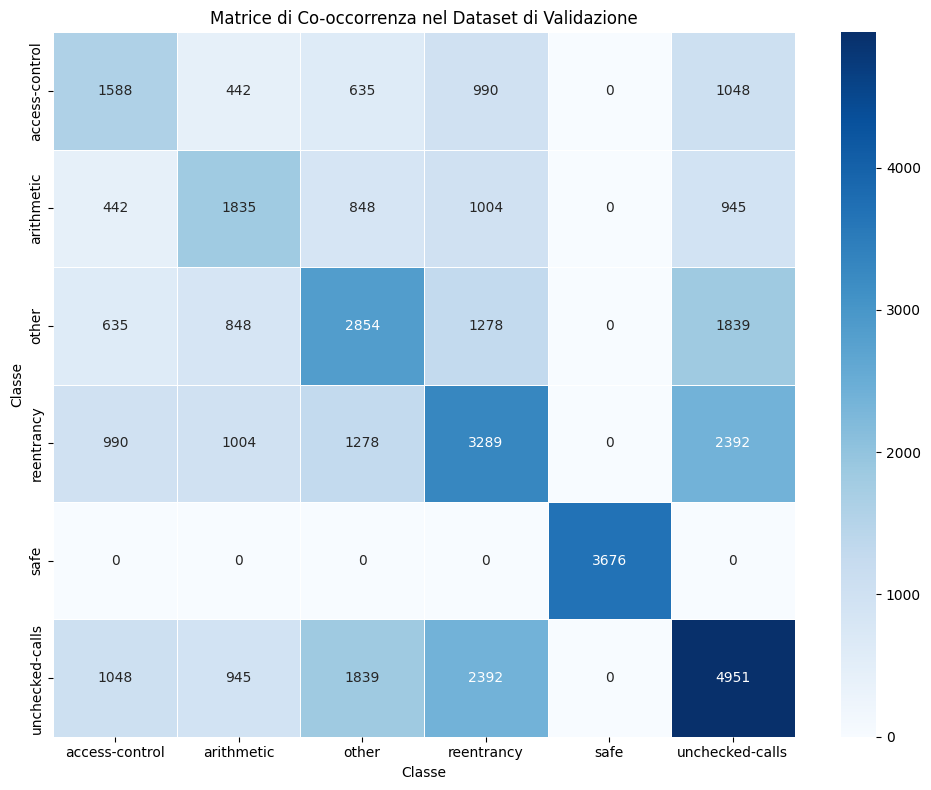 Matrice di Co-occorrenza nel Dataset di Validazione
Classe
access-control 1588 442 635 990 0 1048
arithmetic 442 1835 848 1004 0 945
other 635 848 2854 1278 0 1839
reentrancy 990 1004 1278 3289 0 2392
safe 0 0 0 0 3676 0
unchecked-calls 1048 945 1839 2392 0 4951
access-control arithmetic other reentrancy safe unchecked-calls
Classe
4000
3000
2000
1000
0